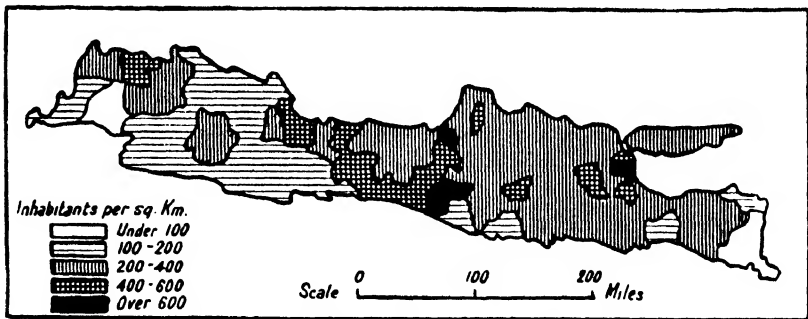 Inhabitants per sq. Km.
Under 100
100-200
200-400
400-600
Over 600
0 100 200
Scale Miles